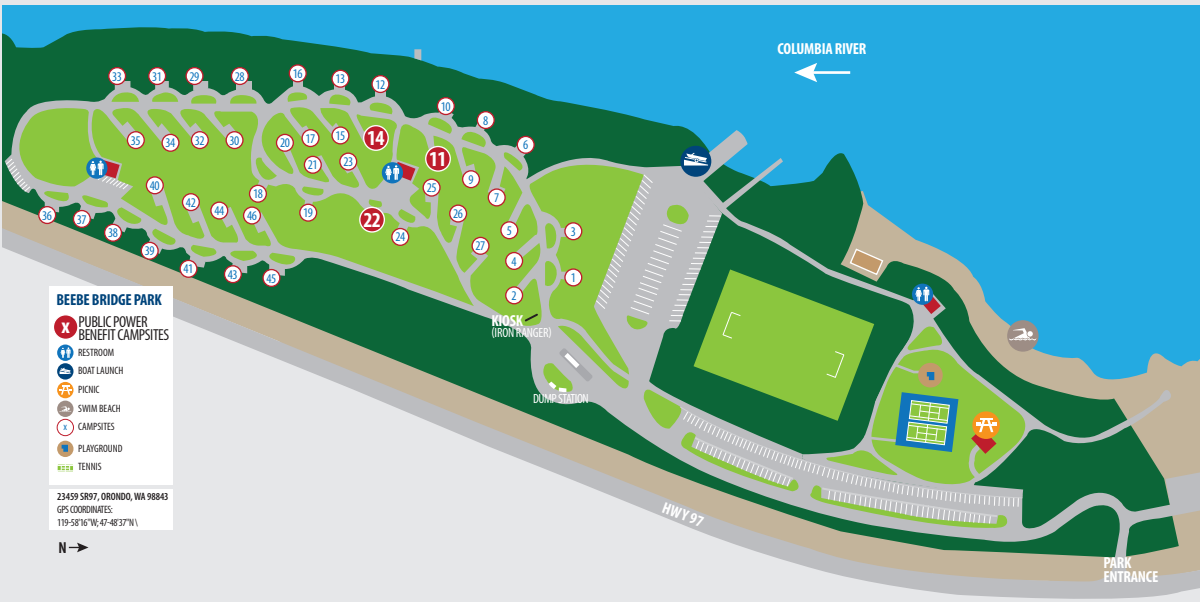 COLUMBIA RIVER
33
31
29
28
16
13
12
10
8
6
35
34
32
30
20
17
15
14
11
21
23
9
7
25
40
42
44
18
46
19
22
24
26
5
27
4
3
1
2
36
37
38
39
41
43
45
KIOSK
(IRON RANGER)
DUMP STATION
BEEBE BRIDGE PARK
X PUBLIC POWER
BENEFIT CAMPSITES
RESTROOM
BOAT LAUNCH
PICNIC
SWIM BEACH
X CAMPSITES
PLAYGROUND
TENNIS
23459 SR97, ORONDO, WA 98843
GPS COORDINATES:
119-58'16"W; 47-48'37"N \
N
HWY 97
PARK
ENTRANCE